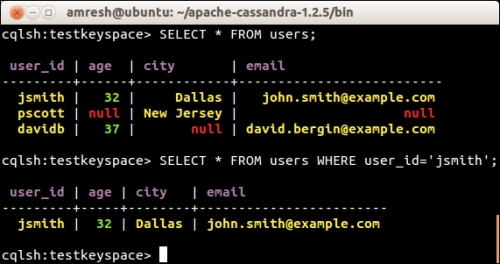 amresh@ubuntu: ~/apache-cassandra-1.2.5/bin
cqlsh:testkeyspace> SELECT * FROM users;
user_id | age | city | email
---------+------+------------+--------------------------
jsmith | 32 | Dallas | john.smith@example.com
pscott | null | New Jersey | null
davidb | 37 | null | david.bergin@example.com
cqlsh:testkeyspace> SELECT * FROM users WHERE user_id='jsmith';
user_id | age | city | email
---------+-----+--------+------------------------
jsmith | 32 | Dallas | john.smith@example.com
cqlsh:testkeyspace>